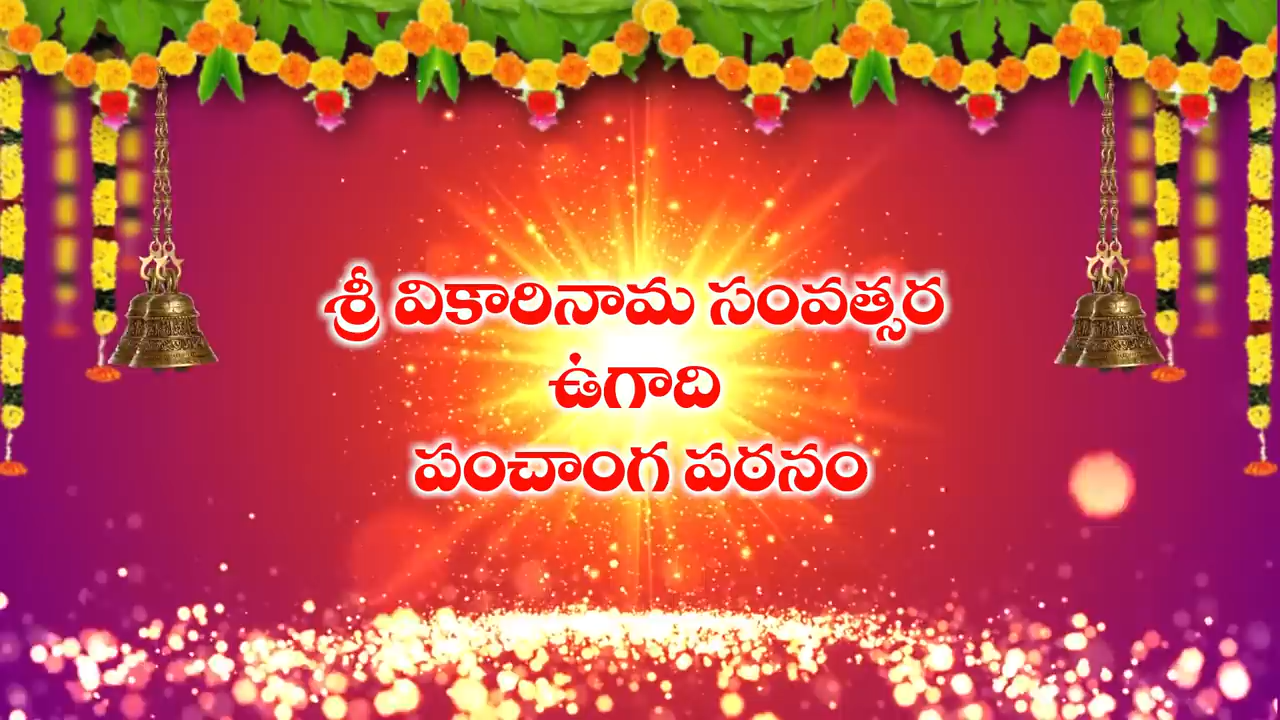 శ్రీ వికారినామ సంవత్సర
ఉగాది
పంచాంగ పఠనం